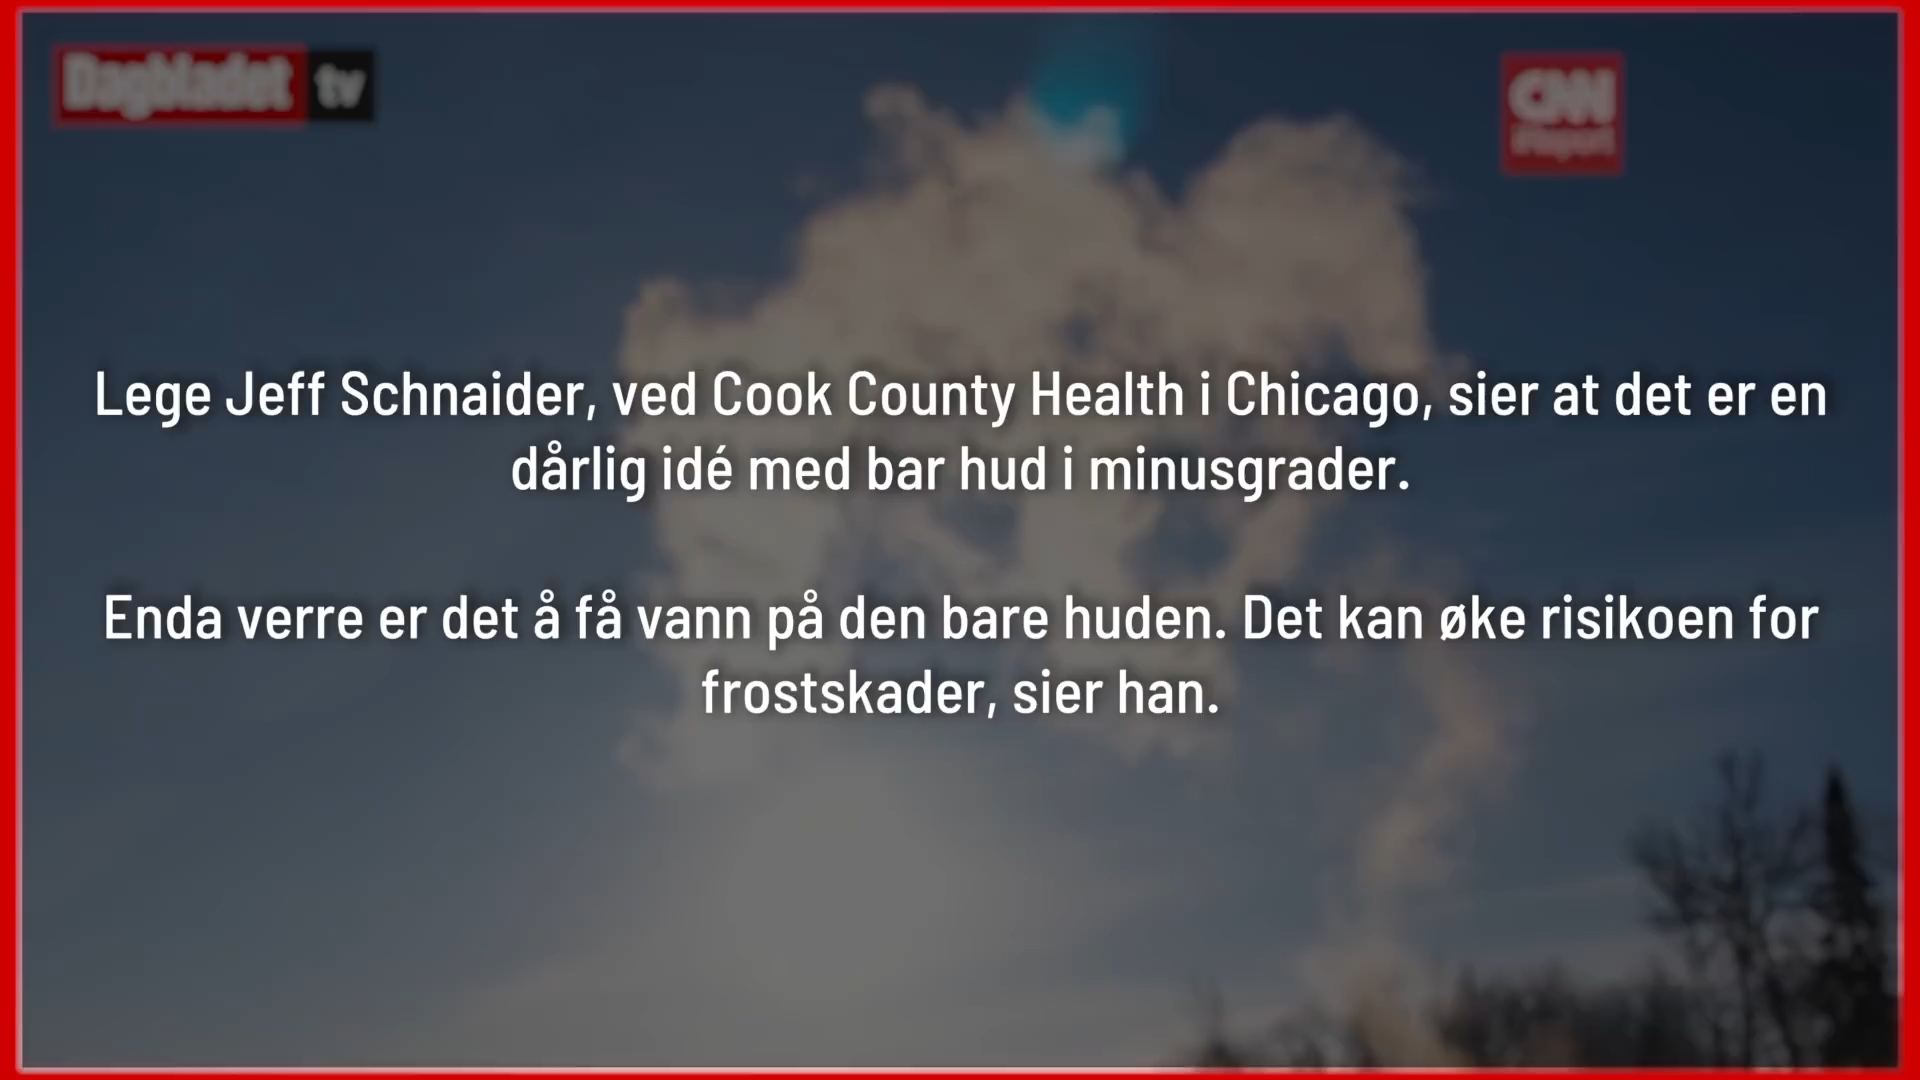 Dagbladet tv
CNN
iReport
Lege Jeff Schnaider, ved Cook County Health i Chicago, sier at det er en
dårlig idé med bar hud i minusgrader.
Enda verre er det å få vann på den bare huden. Det kan øke risikoen for
frostskader, sier han.